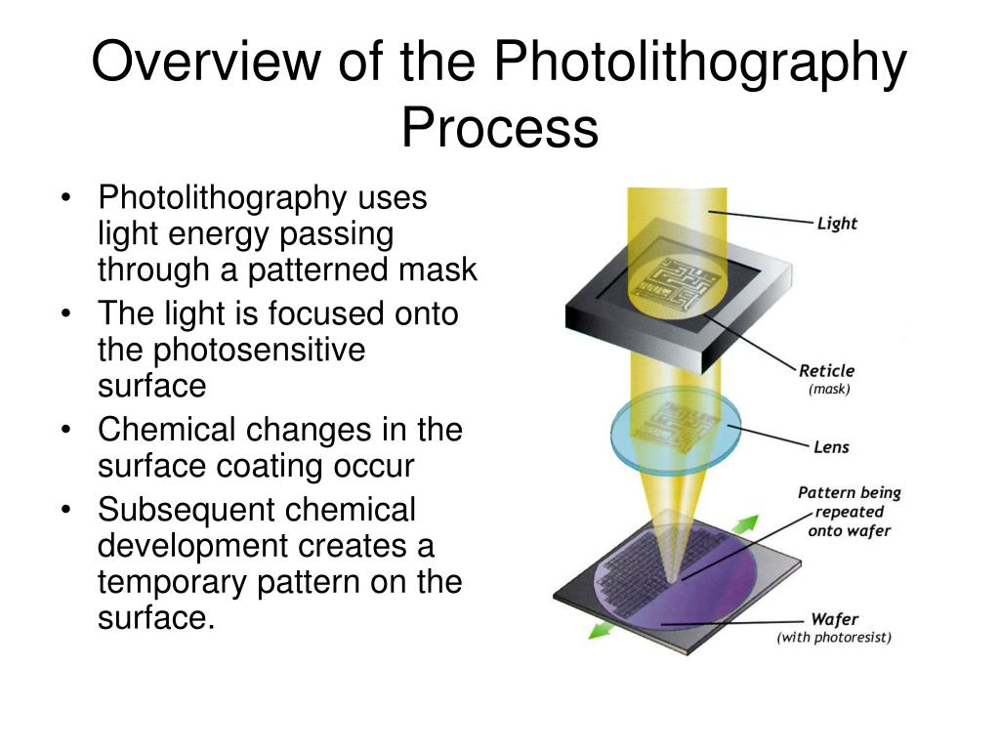 Overview of the Photolithography
Process
• Photolithography uses
light energy passing
through a patterned mask
• The light is focused onto
the photosensitive
surface
• Chemical changes in the
surface coating occur
• Subsequent chemical
development creates a
temporary pattern on the
surface.
Light
Reticle
(mask)
Lens
Pattern being
repeated
onto wafer
Wafer
(with photoresist)